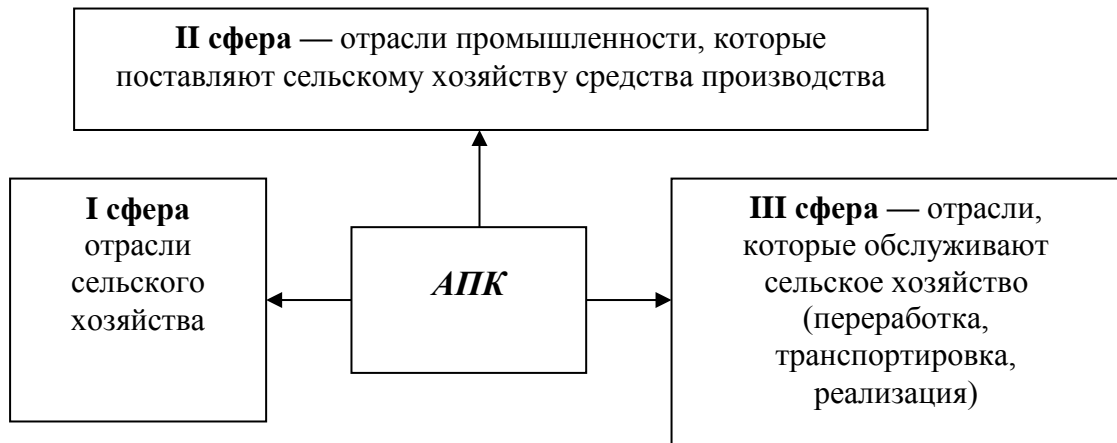 II сфера — отрасли промышленности, которые
поставляют сельскому хозяйству средства производства
I сфера
отрасли
сельского
хозяйства
АПК
III сфера — отрасли,
которые обслуживают
сельское хозяйство
(переработка,
транспортировка,
реализация)